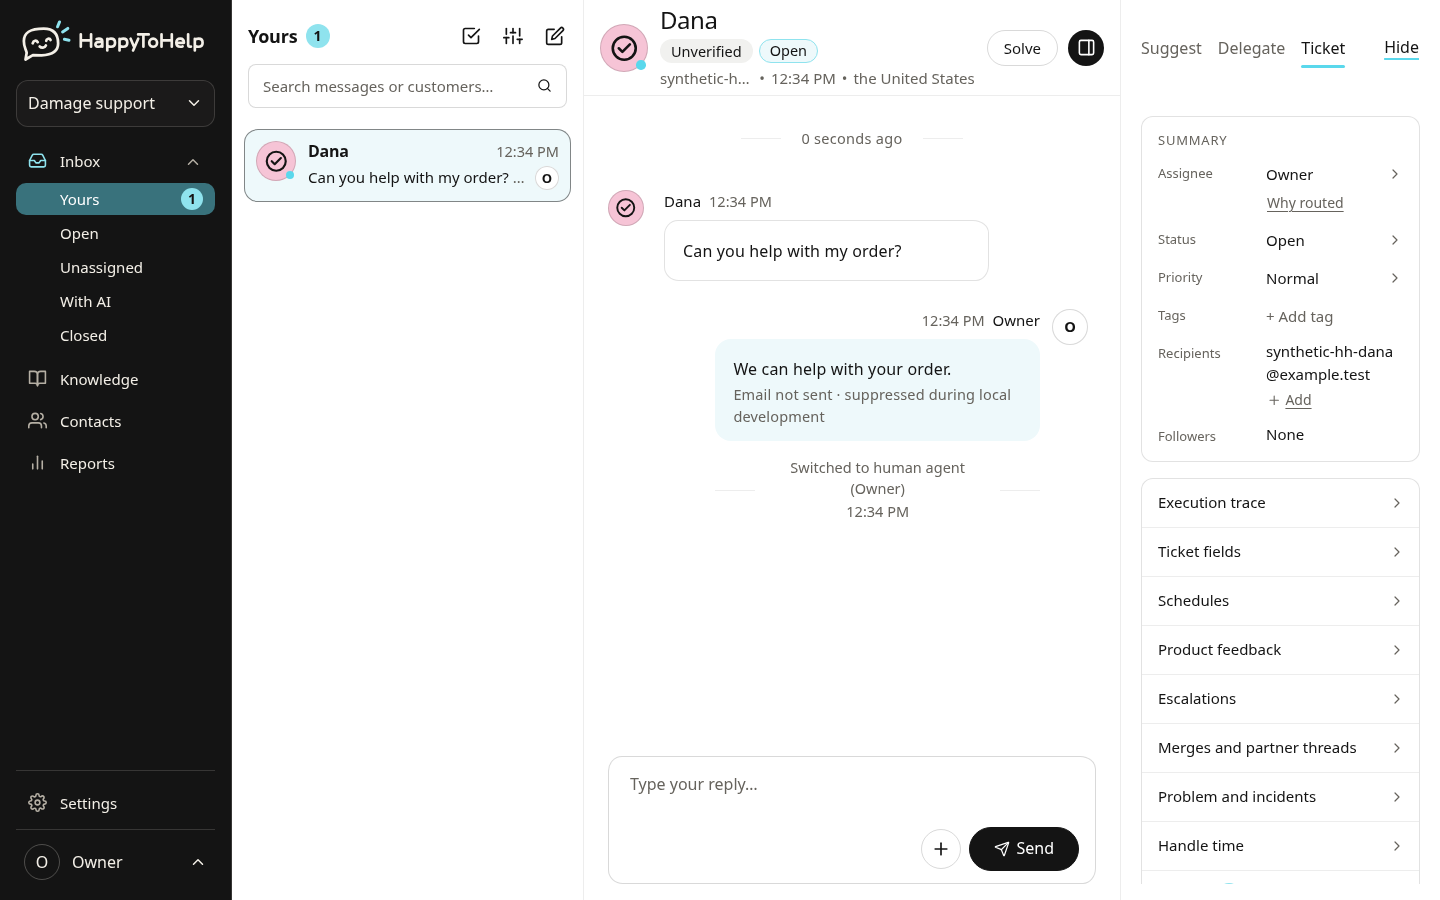 HappyToHelp
Damage support
Inbox
Yours 1
Open
Unassigned
With AI
Closed
Knowledge
Contacts
Reports
Settings
O Owner
Yours 1
Search messages or customers...
Dana 12:34 PM
Can you help with my order? ... O
Dana
Unverified Open
synthetic-h... • 12:34 PM • the United States
Solve
0 seconds ago
Dana 12:34 PM
Can you help with my order?
12:34 PM Owner O
We can help with your order.
Email not sent · suppressed during local
development
Switched to human agent
(Owner)
12:34 PM
Type your reply...
Send
Suggest Delegate Ticket Hide
SUMMARY
Assignee Owner
Why routed
Status Open
Priority Normal
Tags + Add tag
Recipients synthetic-hh-dana
@example.test
+ Add
Followers None
Execution trace
Ticket fields
Schedules
Product feedback
Escalations
Merges and partner threads
Problem and incidents
Handle time